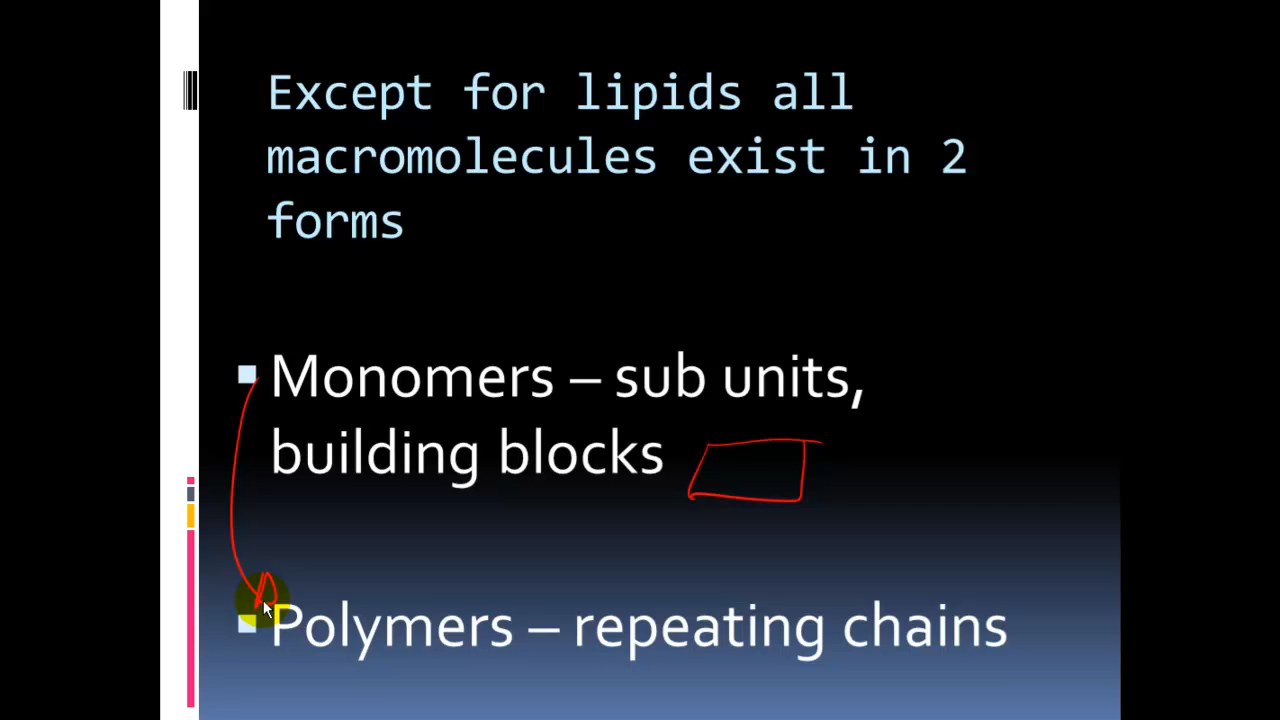 Except for lipids all
macromolecules exist in 2
forms
Monomers – sub units,
building blocks
Polymers – repeating chains